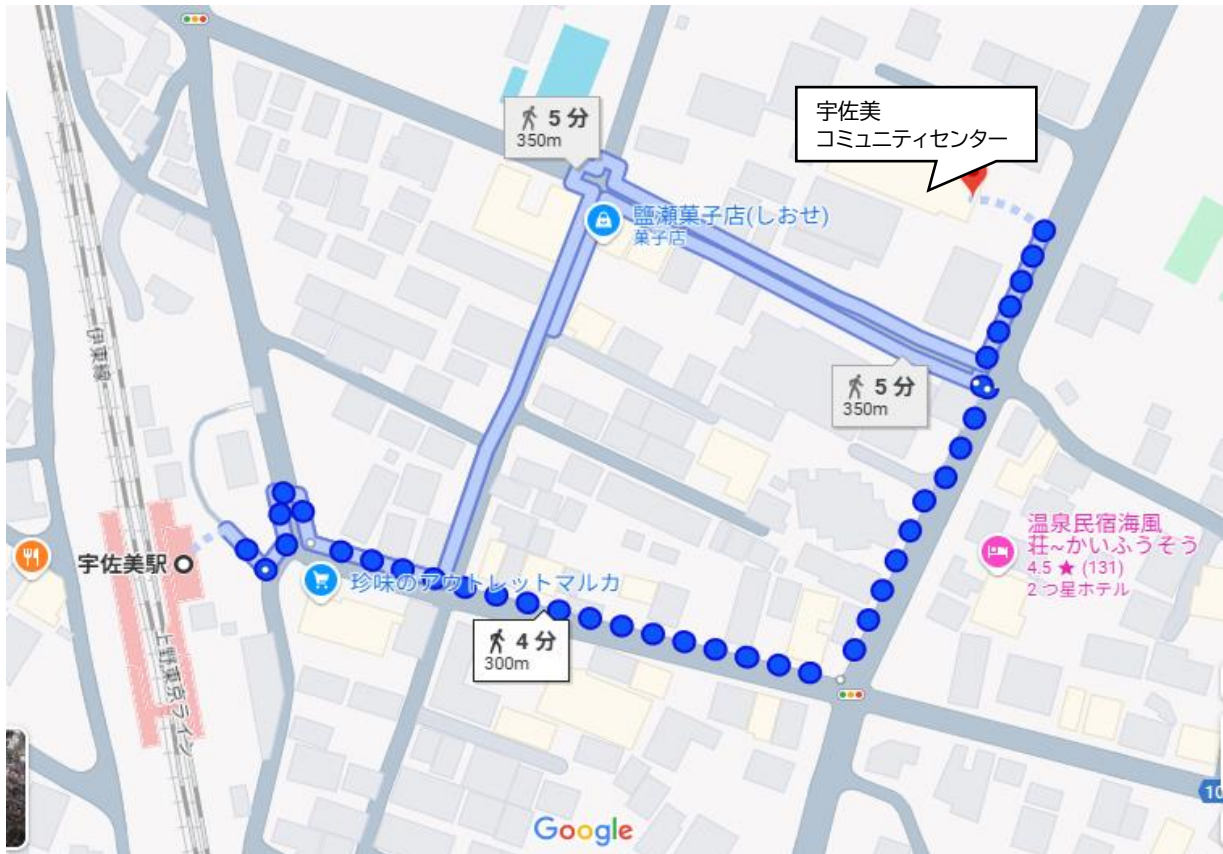 宇佐美
コミュニティセンター
5 分
350m
鹽瀬菓子店(しおせ)
菓子店
伊東線
5 分
350m
温泉民宿海風
荘~かいふうそう
4.5 ★ (131)
2 つ星ホテル
宇佐美駅
珍味のアウトレットマルカ
4 分
300m
上野東京ライン
10
Google